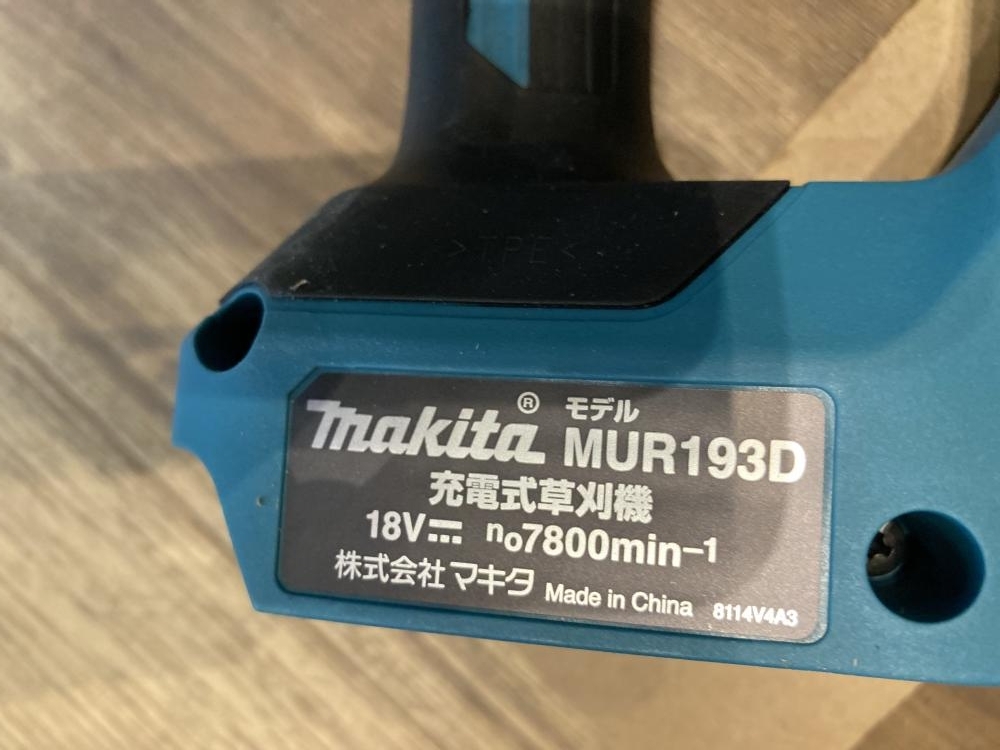 >TPE<
makita® モデル MUR193D
充電式草刈機
18V⎓ no7800min-1
株式会社マキタ Made in China 8114V4A3